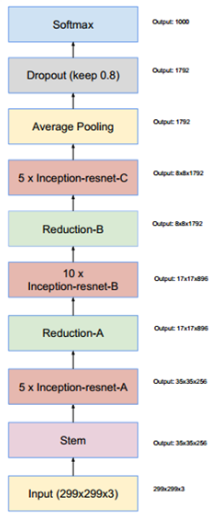 Softmax
Output: 1000
Dropout (keep 0.8)
Output: 1792
Average Pooling
Output: 1792
5 x Inception-resnet-C
Output: 8x8x1792
Reduction-B
Output: 8x8x1792
10 x
Inception-resnet-B
Output: 17x17x896
Reduction-A
Output: 17x17x896
5 x Inception-resnet-A
Output: 35x35x256
Stem
Output: 35x35x256
Input (299x299x3)
299x299x3